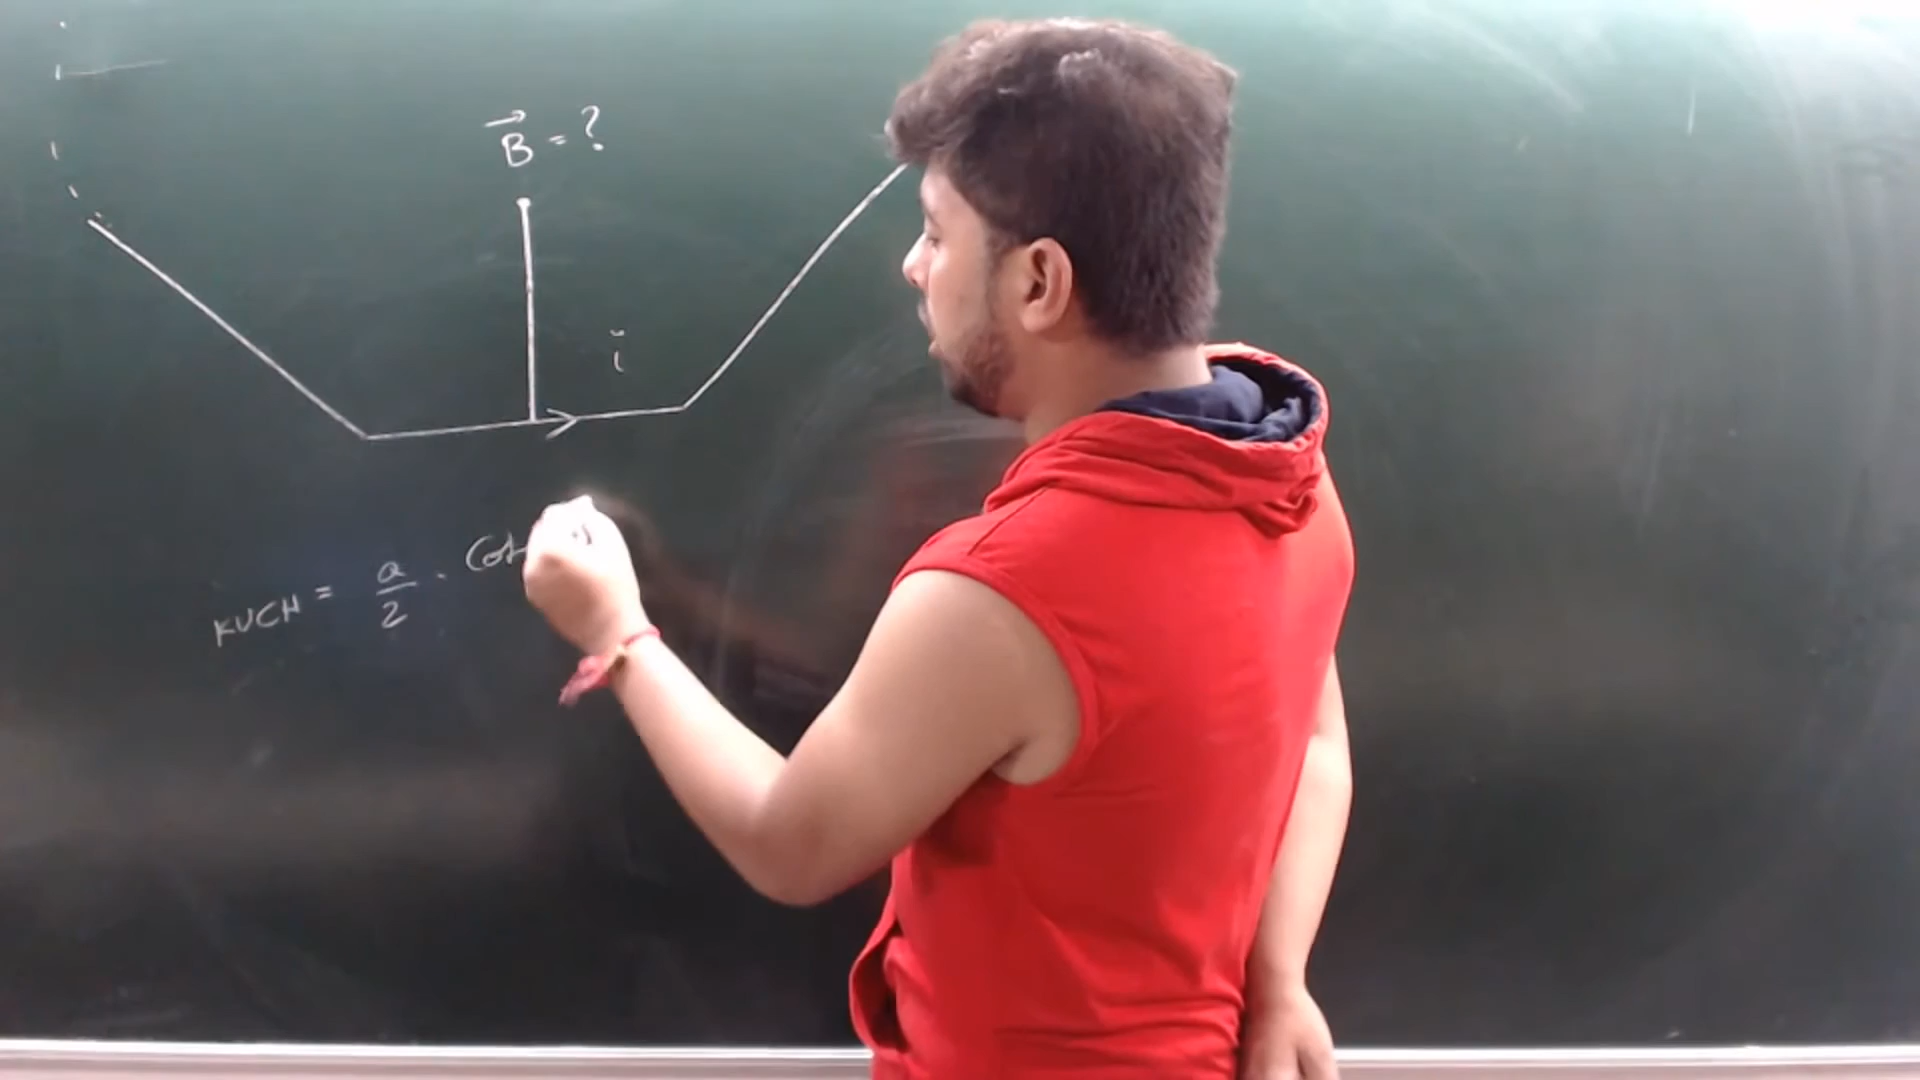 B⃗ = ?
i
KUCH = a/2 . Cot